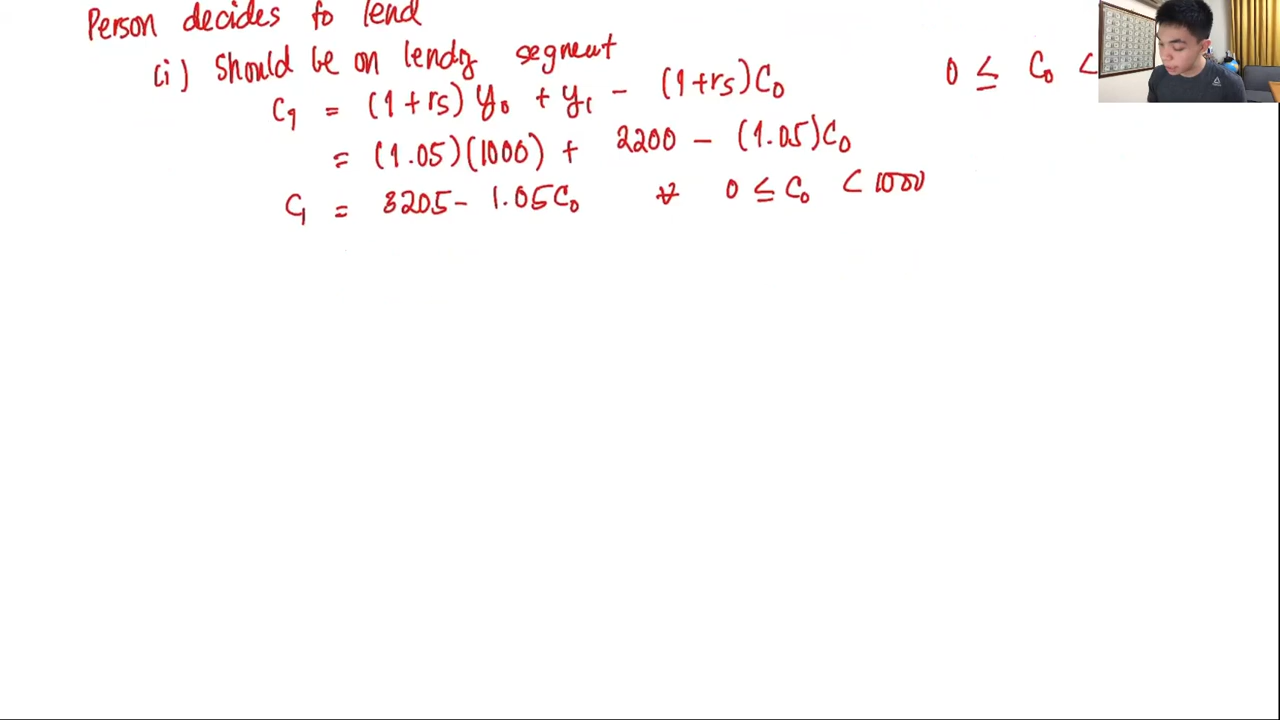 Person decides to lend
(i) Should be on lendg segment
C₁ = (1+rs) y₀ + y₁ - (1+rs)C₀ 0 ≤ C₀ <
= (1.05)(1000) + 2200 - (1.05)C₀
C₁ = 3205 - 1.05C₀ ∀ 0 ≤ C₀ < 1000